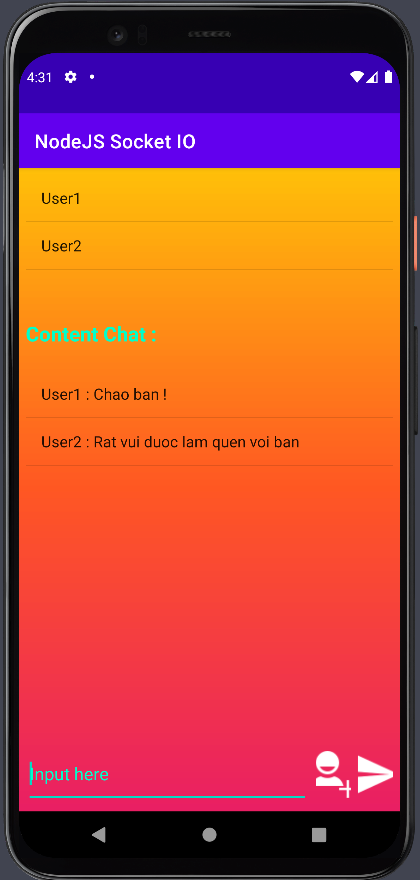 4:31
NodeJS Socket IO
User1
User2
Content Chat :
User1 : Chao ban !
User2 : Rat vui duoc lam quen voi ban
Input here